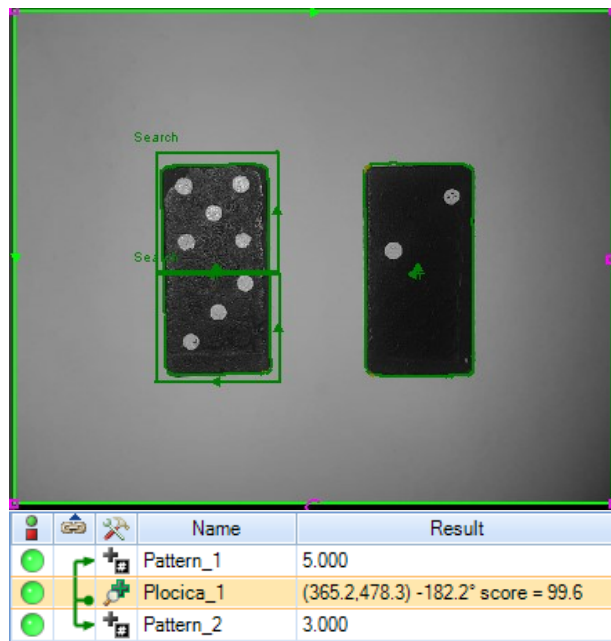 Search
Search
Name Result
Pattern_1 5.000
Plocica_1 (365.2,478.3) -182.2° score = 99.6
Pattern_2 3.000